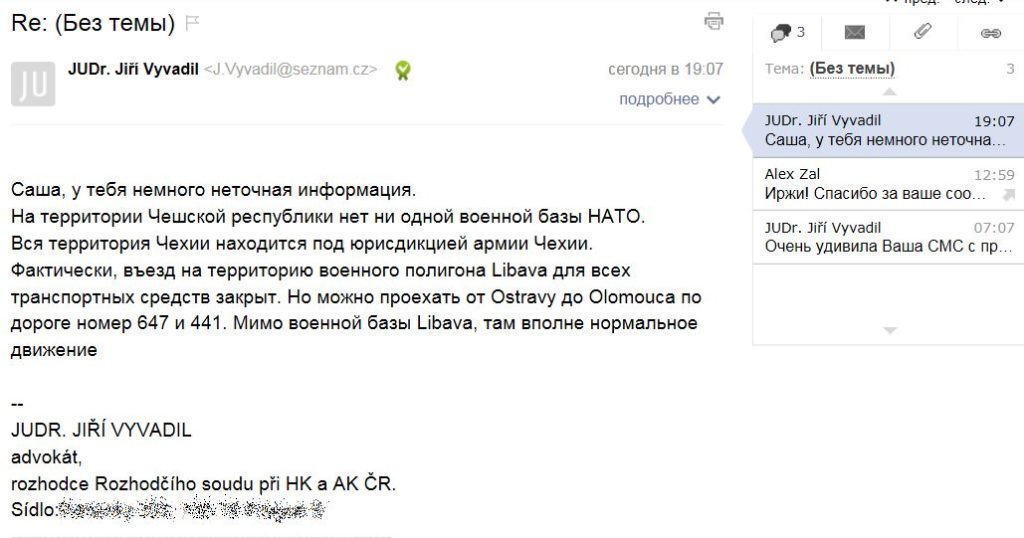 пред.
след.
Re: (Без темы)
JU
JUDr. Jiří Vyvadil <J.Vyvadil@seznam.cz>
сегодня в 19:07
подробнее
Саша, у тебя немного неточная информация.
На территории Чешской республики нет ни одной военной базы НАТО.
Вся территория Чехии находится под юрисдикцией армии Чехии.
Фактически, въезд на территорию военного полигона Libava для всех
транспортных средств закрыт. Но можно проехать от Ostravy до Olomouca по
дороге номер 647 и 441. Мимо военной базы Libava, там вполне нормальное
движение
--
JUDR. JIŘÍ VYVADIL
advokát,
rozhodce Rozhodčího soudu při HK a AK ČR.
Sídlo:
3
Тема: (Без темы) 3
JUDr. Jiří Vyvadil 19:07
Саша, у тебя немного неточна...
Alex Zal 12:59
Иржи! Спасибо за ваше соо...
JUDr. Jiří Vyvadil 07:07
Очень удивила Ваша СМС с пр...